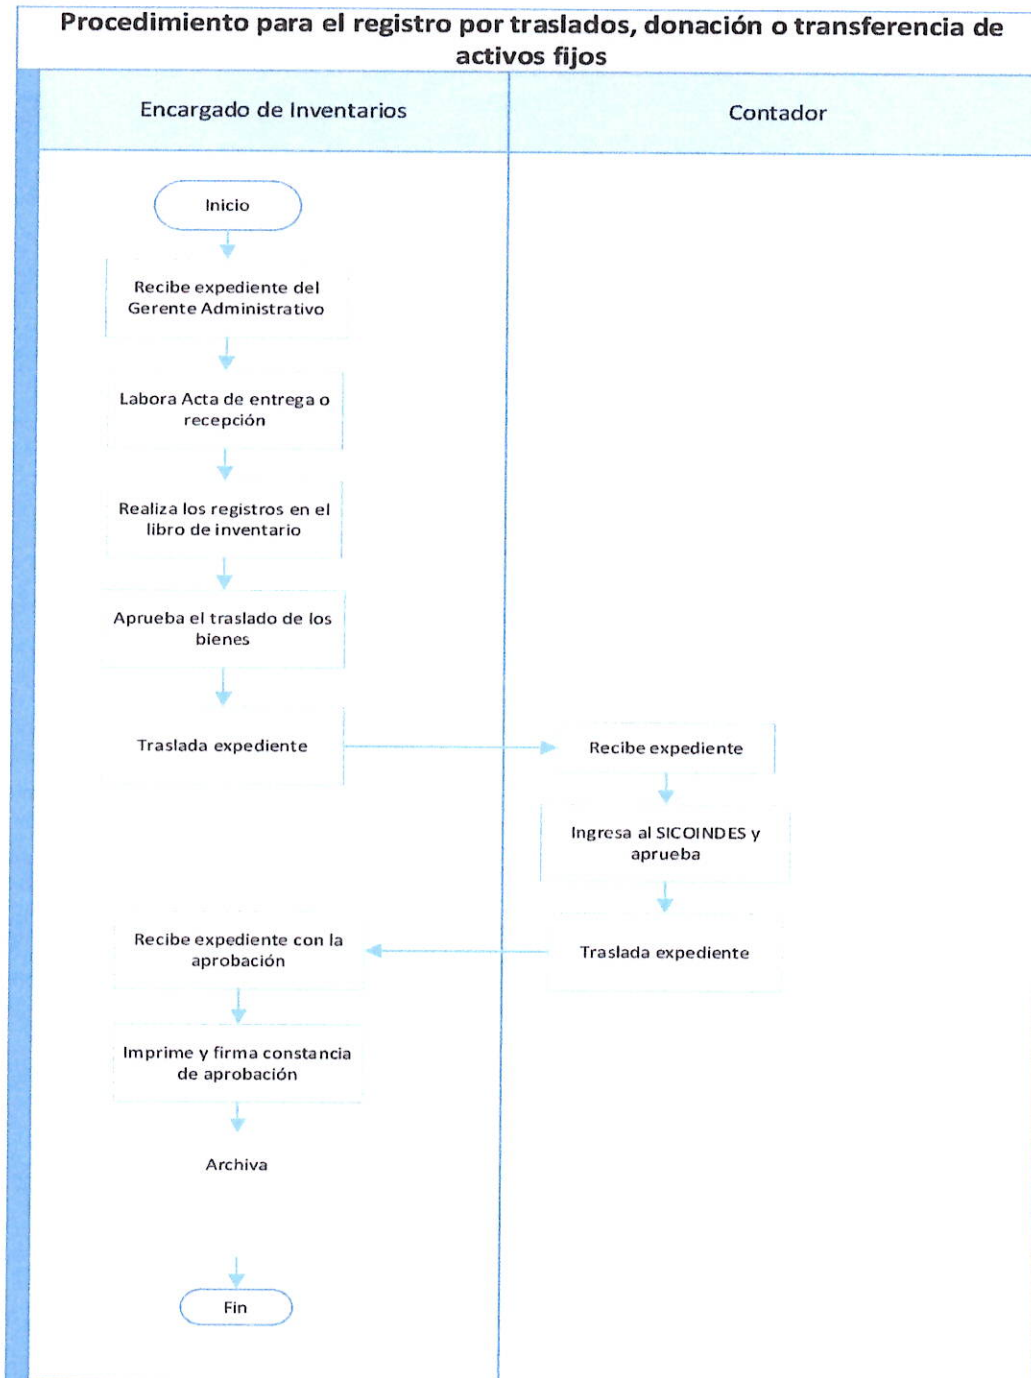 Procedimiento para el registro por traslados, donación o transferencia de
activos fijos
Encargado de Inventarios
Contador
Inicio
Recibe expediente del
Gerente Administrativo
Labora Acta de entrega o
recepción
Realiza los registros en el
libro de inventario
Aprueba el traslado de los
bienes
Traslada expediente
Recibe expediente
Ingresa al SICOINDES y
aprueba
Traslada expediente
Recibe expediente con la
aprobación
Imprime y firma constancia
de aprobación
Archiva
Fin